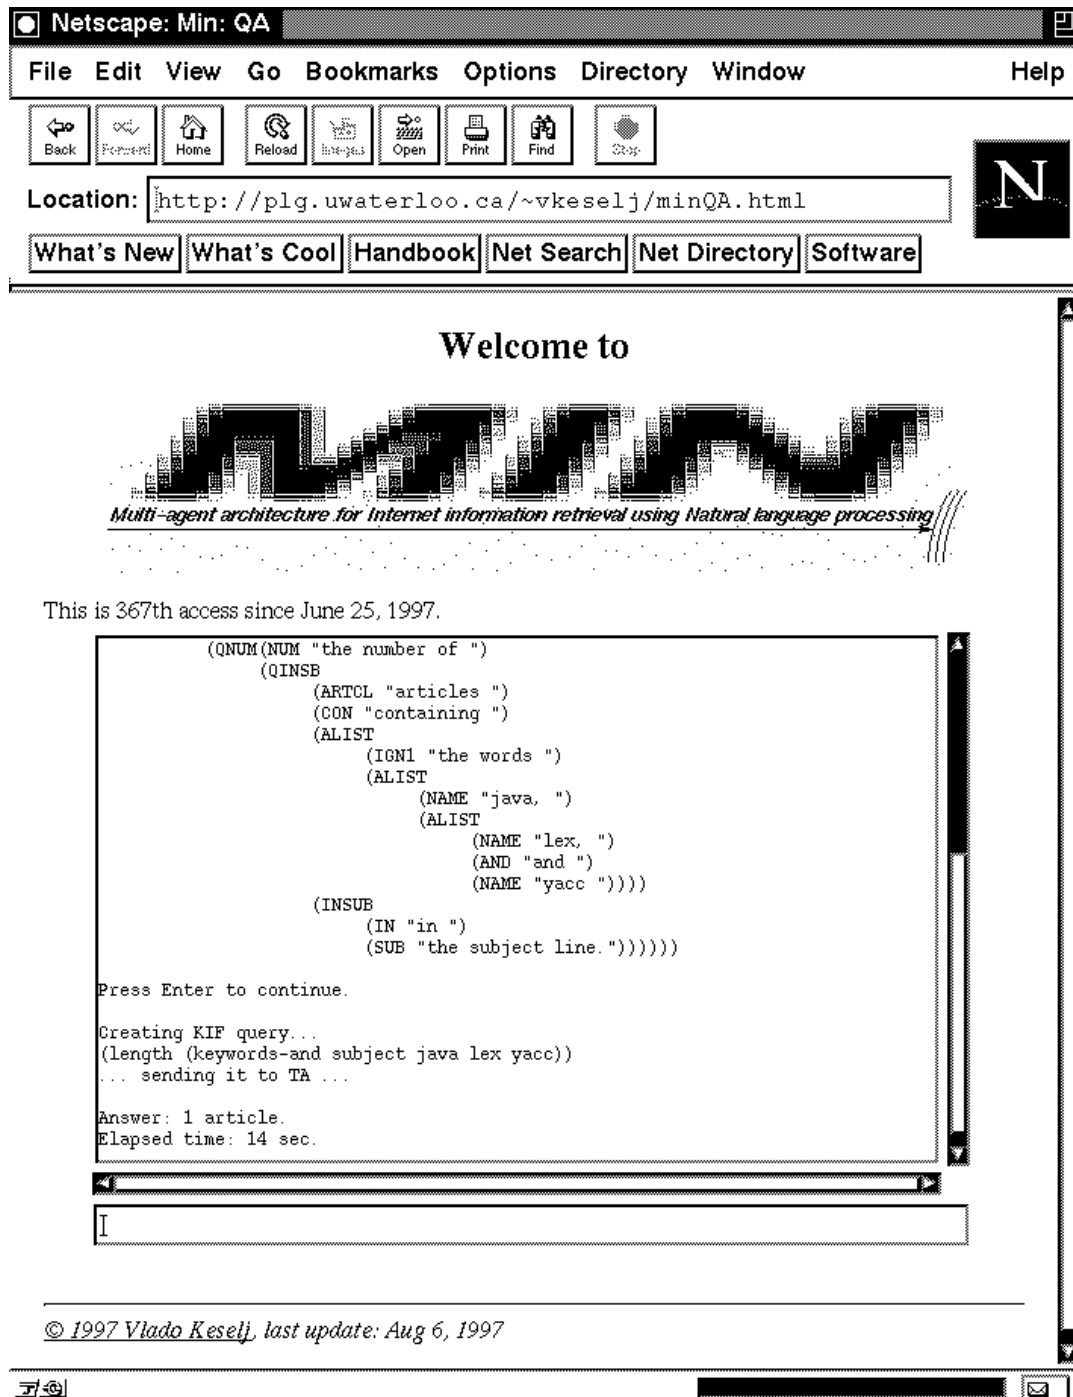 Netscape: Min: QA
File Edit View Go Bookmarks Options Directory Window Help
Back Forward Home Reload Images Open Print Find Stop
Location: http://plg.uwaterloo.ca/~vkeselj/minQA.html
N
What's New What's Cool Handbook Net Search Net Directory Software
Welcome to
Multi-agent architecture for Internet information retrieval using Natural language processing
This is 367th access since June 25, 1997.
(QNUM(NUM "the number of ")
(QINSB
(ARTCL "articles ")
(CON "containing ")
(ALIST
(IGN1 "the words ")
(ALIST
(NAME "java, ")
(ALIST
(NAME "lex, ")
(AND "and ")
(NAME "yacc "))))
(INSUB
(IN "in ")
(SUB "the subject line."))))))
Press Enter to continue.
Creating KIF query...
(length (keywords-and subject java lex yacc))
... sending it to TA ...
Answer: 1 article.
Elapsed time: 14 sec.
© 1997 Vlado Keselj, last update: Aug 6, 1997